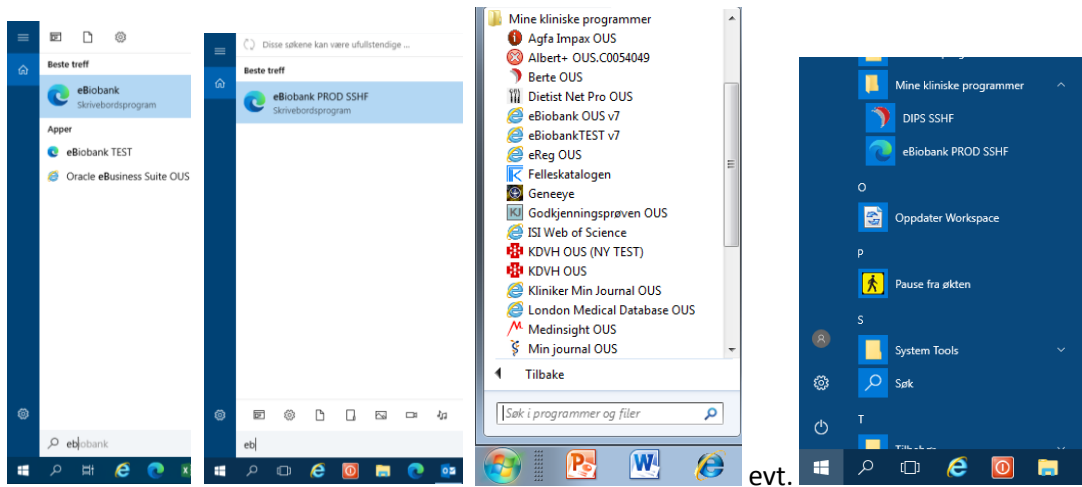 Beste treff
eBiobank
Skrivebordsprogram
Apper
eBiobank TEST
Oracle eBusiness Suite OUS
ebiobank
Disse søkene kan være ufullstendige ...
Beste treff
eBiobank PROD SSHF
Skrivebordsprogram
eb
Mine kliniske programmer
Agfa Impax OUS
Albert+ OUS.C0054049
Berte OUS
Dietist Net Pro OUS
eBiobank OUS v7
eBiobankTEST v7
eReg OUS
Felleskatalogen
Geneeye
KJ Godkjenningsprøven OUS
ISI Web of Science
KDVH OUS (NY TEST)
KDVH OUS
Kliniker Min Journal OUS
London Medical Database OUS
Medinsight OUS
Min journal OUS
Tilbake
Søk i programmer og filer
evt.
Mine kliniske programmer
DIPS SSHF
eBiobank PROD SSHF
O
Oppdater Workspace
P
Pause fra økten
S
System Tools
Søk
T